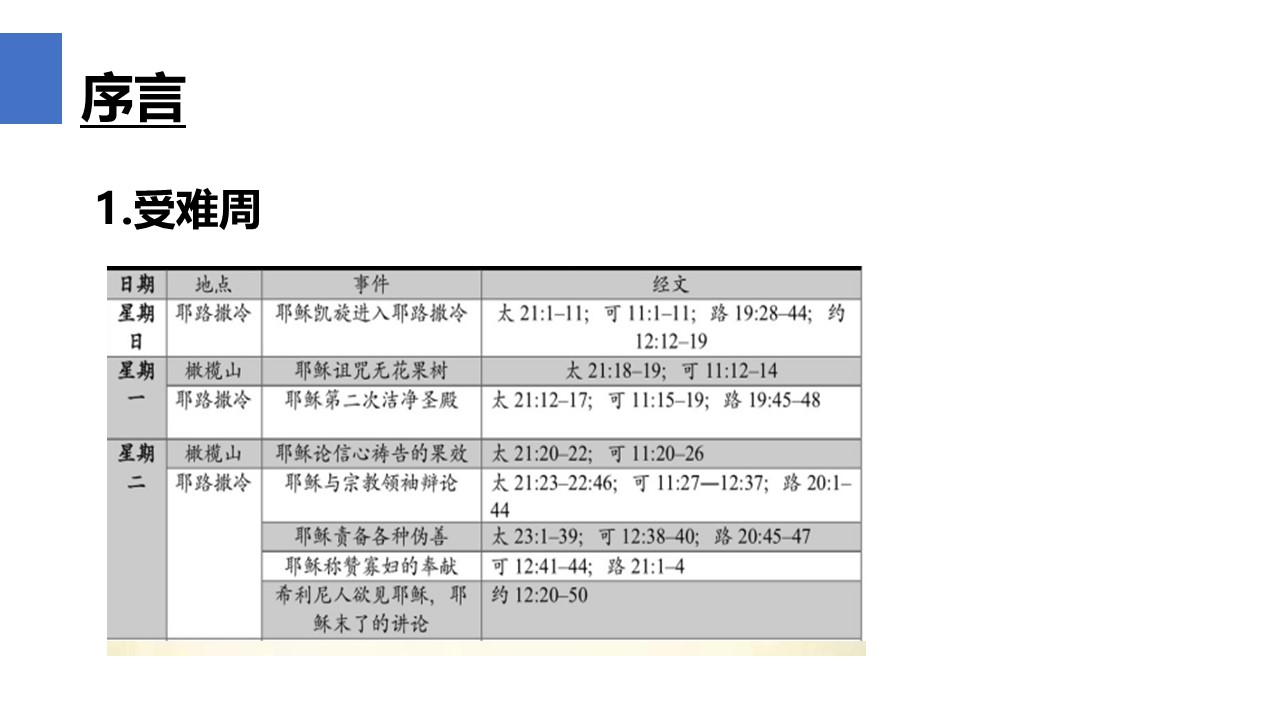 序言
1.受难周
日期 地点 事件 经文
星期日 耶路撒冷 耶稣凯旋进入耶路撒冷 太 21:1–11; 可 11:1–11; 路 19:28–44; 约 12:12–19
星期一 橄榄山 耶稣诅咒无花果树 太 21:18–19; 可 11:12–14
耶路撒冷 耶稣第二次洁净圣殿 太 21:12–17; 可 11:15–19; 路 19:45–48
星期二 橄榄山 耶稣论信心祷告的果效 太 21:20–22; 可 11:20–26
耶路撒冷 耶稣与宗教领袖辩论 太 21:23–22:46; 可 11:27—12:37; 路 20:1–44
耶稣责备各种伪善 太 23:1–39; 可 12:38–40; 路 20:45–47
耶稣称赞寡妇的奉献 可 12:41–44; 路 21:1–4
希利尼人欲见耶稣, 耶稣末了的讲论 约 12:20–50